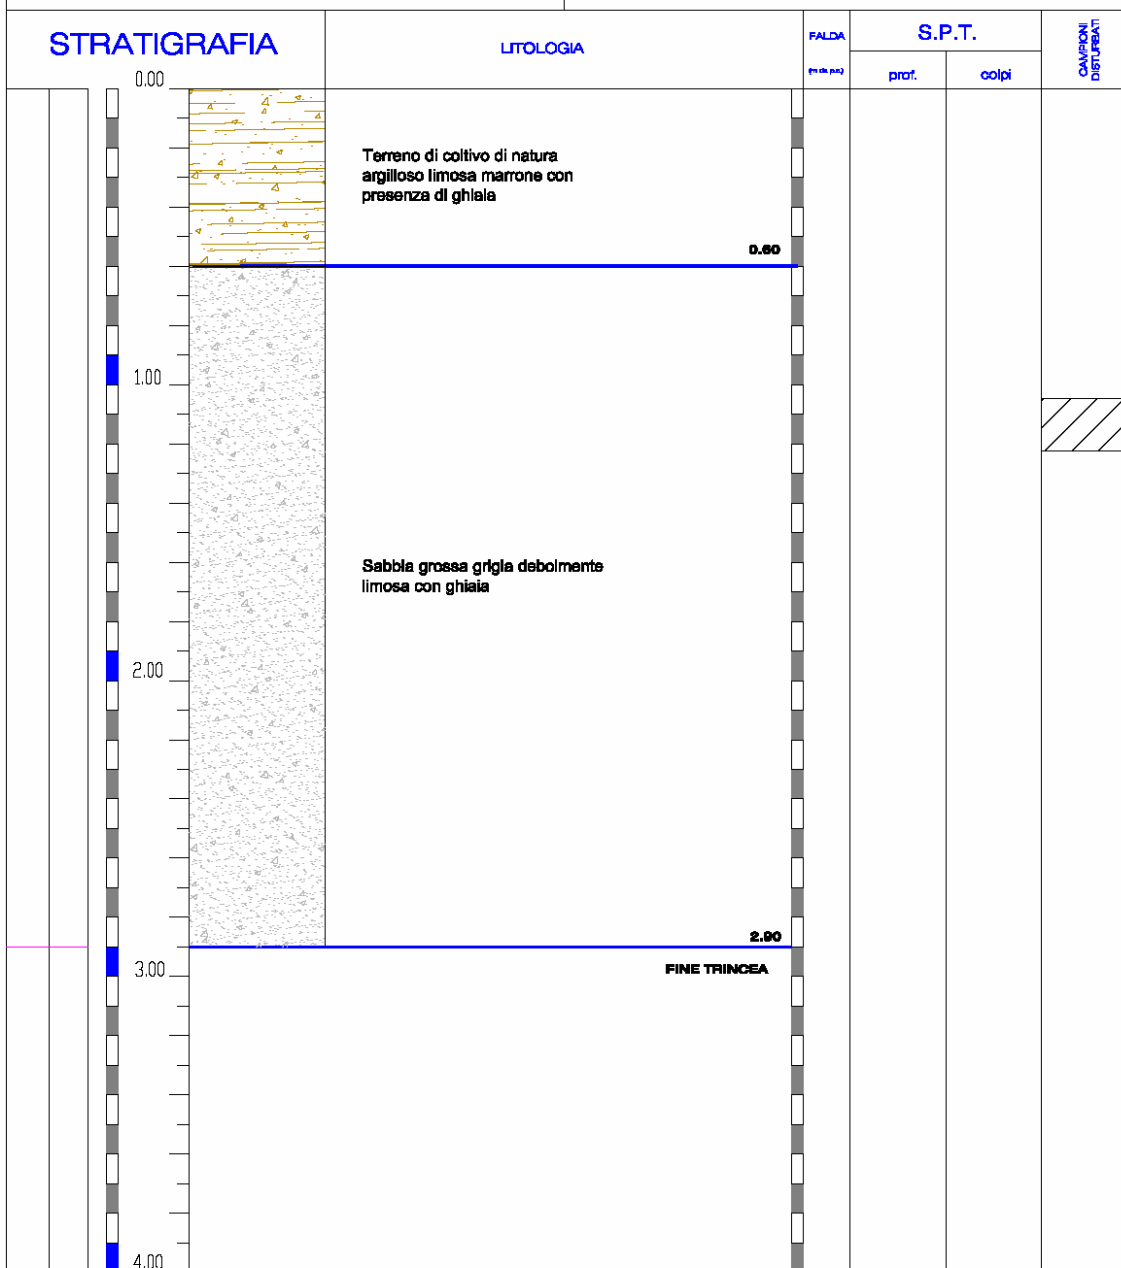 STRATIGRAFIA
LITOLOGIA
FALDA
(m da p.c.)
S.P.T.
prof.
colpi
CAMPIONI
DISTURBATI
0.00
Terreno di coltivo di natura
argilloso limosa marrone con
presenza di ghiaia
0.60
1.00
Sabbia grossa grigia debolmente
limosa con ghiaia
2.00
2.90
3.00
FINE TRINCEA
4.00